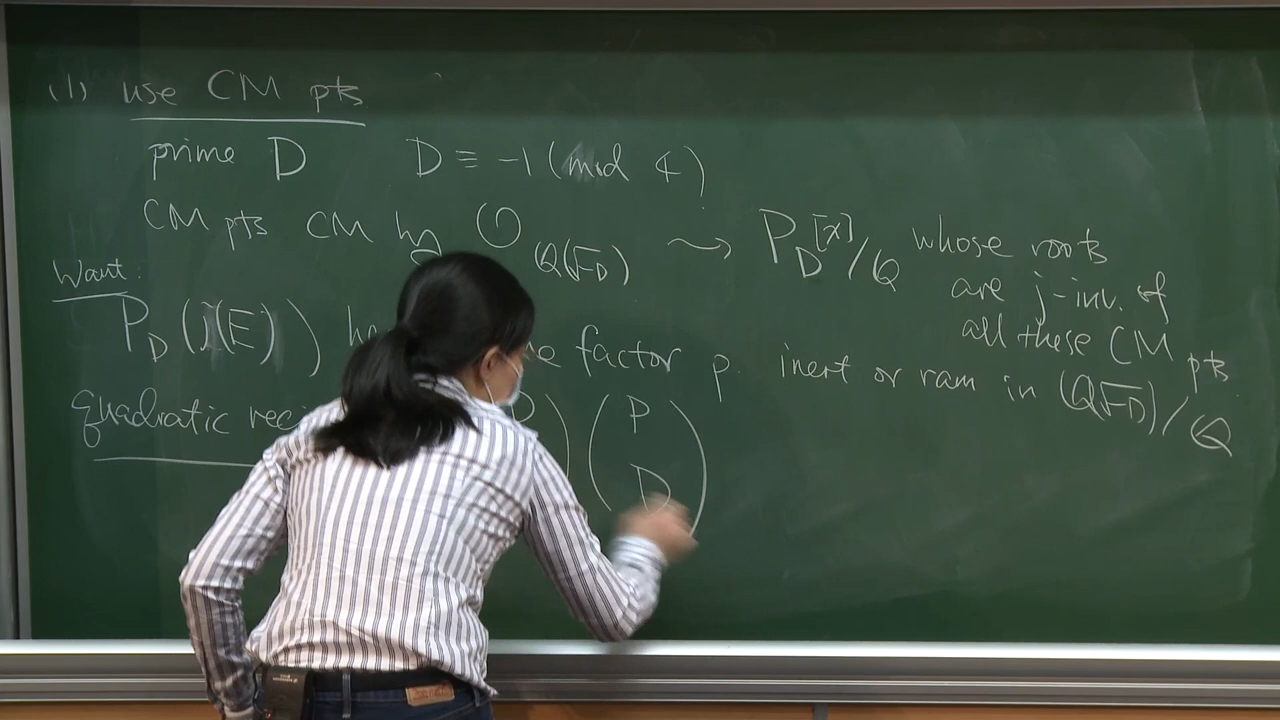 (1) use CM pts
prime D D ≡ -1 (mod 4)
CM pts CM by O_Q(√-D) ⇝ P_D[x]/Q whose roots
are j-inv. of
all these CM pts
Want:
P_D(j(E)) factor p. inert or ram in (Q√-D)/Q
quadratic (P/D)